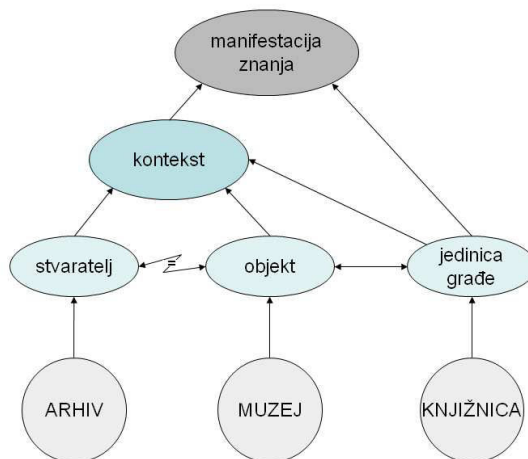 manifestacija
znanja
kontekst
stvaratelj
=
objekt
jedinica
građe
ARHIV
MUZEJ
KNJIŽNICA